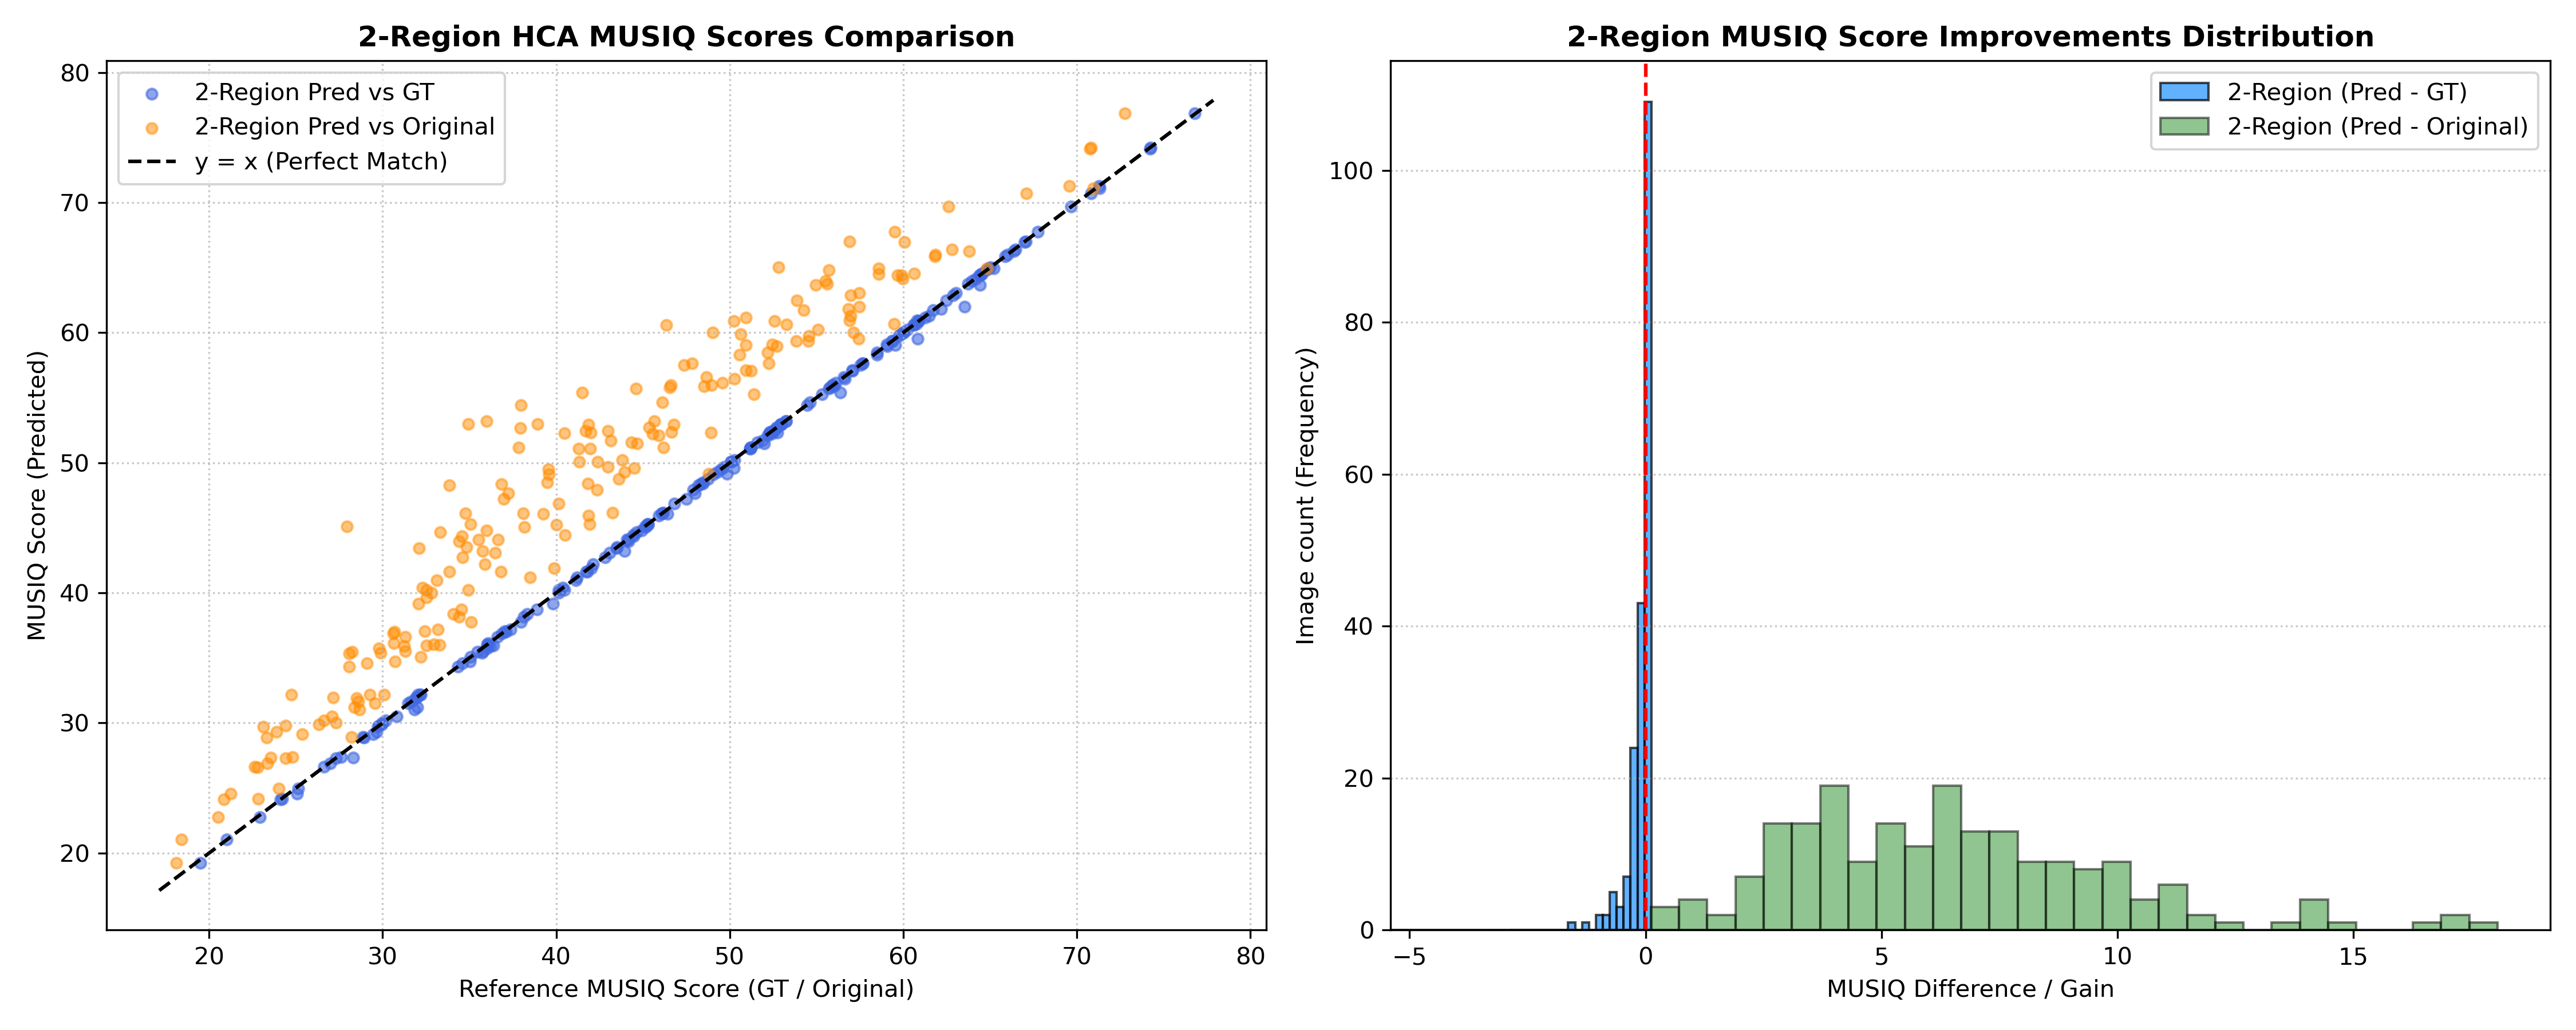 2-Region HCA MUSIQ Scores Comparison
2-Region Pred vs GT
2-Region Pred vs Original
y = x (Perfect Match)
80
70
60
50
40
30
20
MUSIQ Score (Predicted)
20 30 40 50 60 70 80
Reference MUSIQ Score (GT / Original)
2-Region MUSIQ Score Improvements Distribution
2-Region (Pred - GT)
2-Region (Pred - Original)
100
80
60
40
20
0
Image count (Frequency)
−5 0 5 10 15
MUSIQ Difference / Gain